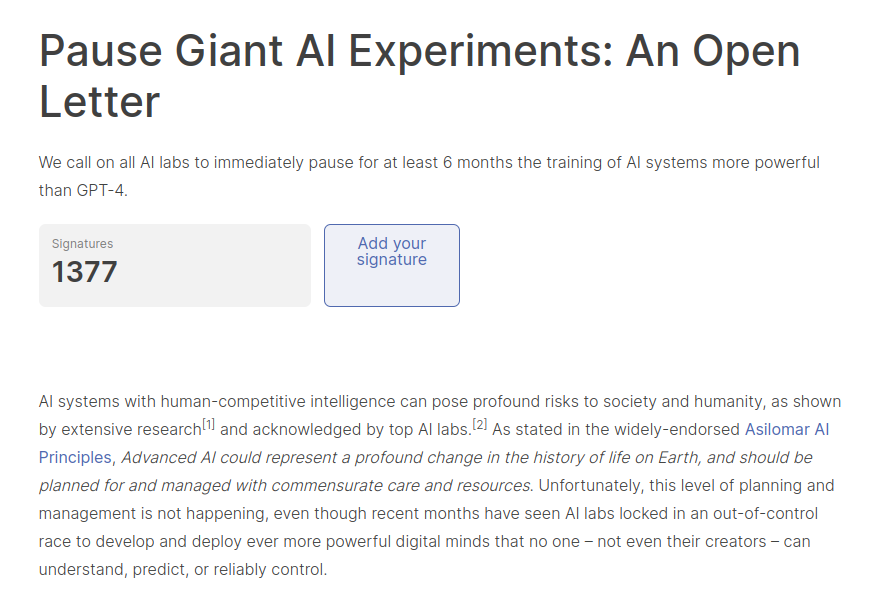 Pause Giant AI Experiments: An Open
Letter
We call on all AI labs to immediately pause for at least 6 months the training of AI systems more powerful
than GPT-4.
Signatures
1377
Add your
signature
AI systems with human-competitive intelligence can pose profound risks to society and humanity, as shown
by extensive research[1] and acknowledged by top AI labs.[2] As stated in the widely-endorsed Asilomar AI
Principles, Advanced AI could represent a profound change in the history of life on Earth, and should be
planned for and managed with commensurate care and resources. Unfortunately, this level of planning and
management is not happening, even though recent months have seen AI labs locked in an out-of-control
race to develop and deploy ever more powerful digital minds that no one – not even their creators – can
understand, predict, or reliably control.